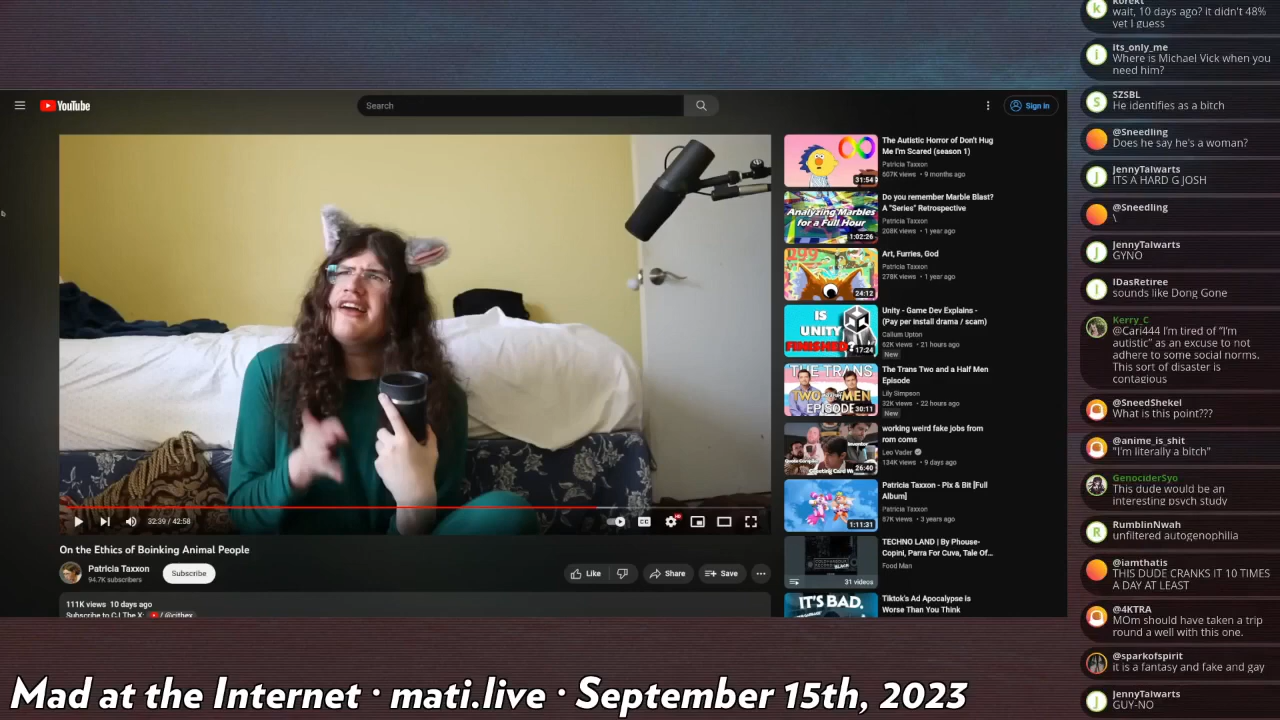 YouTube
Search
Sign in
32:39 / 42:58
On the Ethics of Boinking Animal People
Patricia Taxxon
94.7K subscribers
Subscribe
Like
Share
Save
111K views 10 days ago
Subscribe to CJ The X: / @cjthex
The Autistic Horror of Don't Hug
Me I'm Scared (season 1)
Patricia Taxxon
667K views • 9 months ago
31:54
Do you remember Marble Blast?
A "Series" Retrospective
Patricia Taxxon
208K views • 1 year ago
Analyzing Marbles
for a Full Hour
1:02:26
Art, Furries, God
Patricia Taxxon
278K views • 1 year ago
24:12
Unity - Game Dev Explains -
(Pay per install drama / scam)
Callum Upton
62K views • 21 hours ago
New
IS
UNITY
FINISHED?
17:24
The Trans Two and a Half Men
Episode
Lily Simpson
32K views • 22 hours ago
New
THE TRANS
TWO MEN
EPISODE
30:11
working weird fake jobs from
rom coms
Leo Vader
134K views • 9 days ago
26:40
Patricia Taxxon - Pix & Bit [Full
Album]
Patricia Taxxon
87K views • 3 years ago
1:11:31
TECHNO LAND | By Phouse-
Copini, Parra For Cuva, Tale Of...
Food Man
31 videos
Tiktok's Ad Apocalypse is
Worse Than You Think
IT'S BAD.
korekt
wait, 10 days ago? it didn't 48%
yet I guess
its_only_me
Where is Michael Vick when you
need him?
SZSBL
He identifies as a bitch
@Sneedling
Does he say he's a woman?
JennyTalwarts
ITS A HARD G JOSH
@Sneedling
\
JennyTalwarts
GYNO
IDasRetiree
sounds like Dong Gone
Kerry_C
@Cari444 I'm tired of "I'm
autistic" as an excuse to not
adhere to some social norms.
This sort of disaster is
contagious
@SneedShekel
What is this point???
@anime_is_shit
"I'm literally a bitch"
GenociderSyo
This dude would be an
interesting psych study
RumblinNwah
unfiltered autogenophilia
@iamthatis
THIS DUDE CRANKS IT 10 TIMES
A DAY AT LEAST
@4KTRA
MOm should have taken a trip
round a well with this one.
@sparkofspirit
it is a fantasy and fake and gay
JennyTalwarts
GUY-NO
Mad at the Internet · mati.live · September 15th, 2023